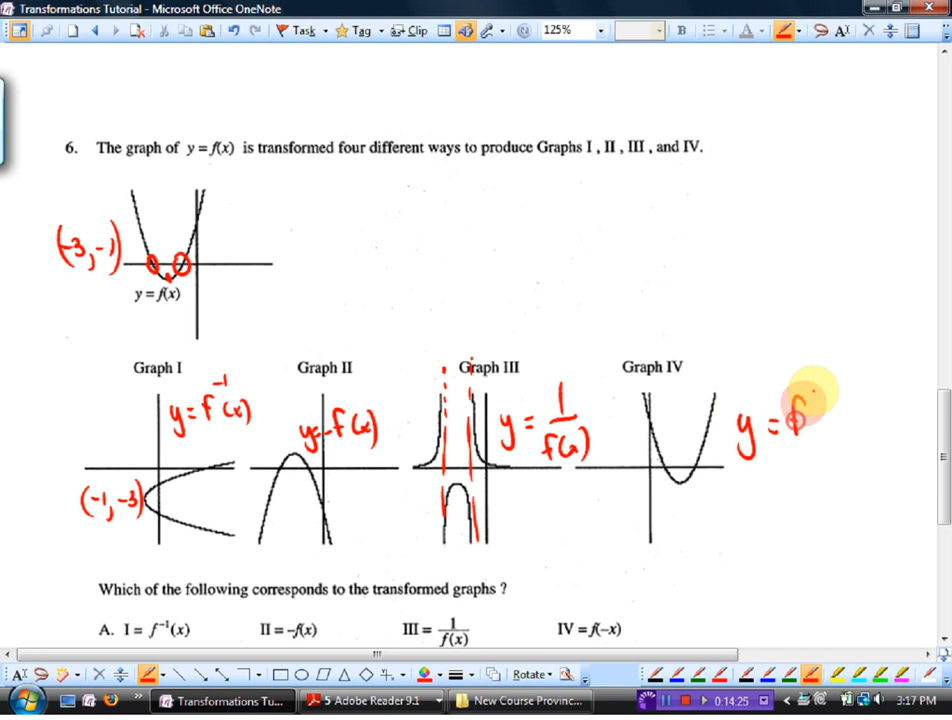 Transformations Tutorial - Microsoft Office OneNote
Task Tag Clip 125% B A
6. The graph of y = f(x) is transformed four different ways to produce Graphs I , II , III , and IV.
(-3, -1)
y = f(x)
Graph I Graph II Graph III Graph IV
y = f⁻¹(x) y = -f(x) y = 1/f(x) y = f
(-1, -3)
Which of the following corresponds to the transformed graphs ?
A. I = f⁻¹(x) II = -f(x) III = 1/f(x) IV = f(-x)
Rotate
Transformations Tu... 5 Adobe Reader 9.1 New Course Provinc... 0:14:25 3:17 PM